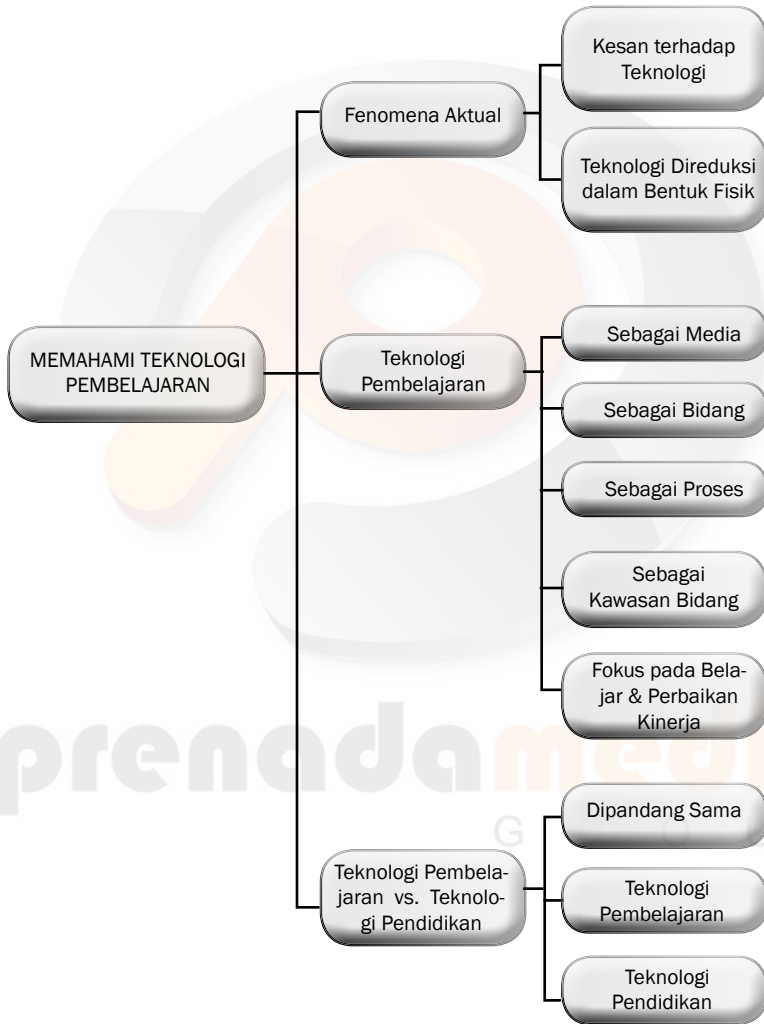 MEMAHAMI TEKNOLOGI
PEMBELAJARAN
Fenomena Aktual
Kesan terhadap
Teknologi
Teknologi Direduksi
dalam Bentuk Fisik
Teknologi
Pembelajaran
Sebagai Media
Sebagai Bidang
Sebagai Proses
Sebagai
Kawasan Bidang
Fokus pada Bela-
jar & Perbaikan
Kinerja
Teknologi Pembela-
jaran vs. Teknolo-
gi Pendidikan
Dipandang Sama
Teknologi
Pembelajaran
Teknologi
Pendidikan
prenadamedi
G O U